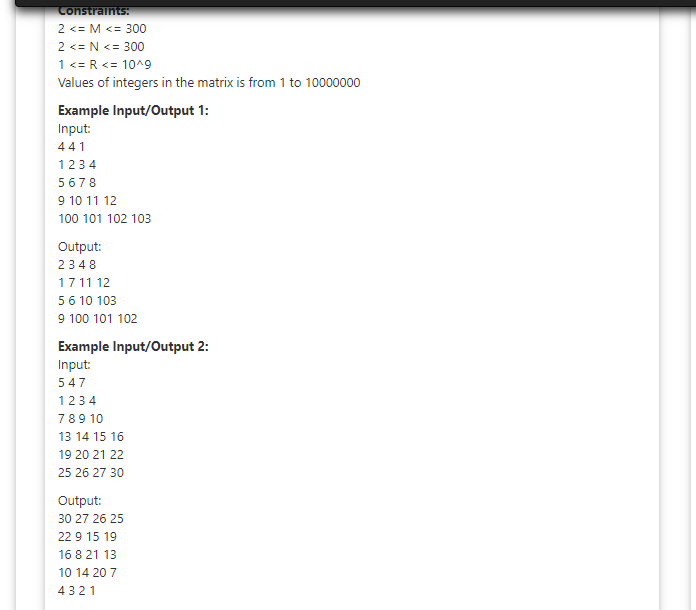 Constraints:
2 <= M <= 300
2 <= N <= 300
1 <= R <= 10^9
Values of integers in the matrix is from 1 to 10000000
Example Input/Output 1:
Input:
4 4 1
1 2 3 4
5 6 7 8
9 10 11 12
100 101 102 103
Output:
2 3 4 8
1 7 11 12
5 6 10 103
9 100 101 102
Example Input/Output 2:
Input:
5 4 7
1 2 3 4
7 8 9 10
13 14 15 16
19 20 21 22
25 26 27 30
Output:
30 27 26 25
22 9 15 19
16 8 21 13
10 14 20 7
4 3 2 1